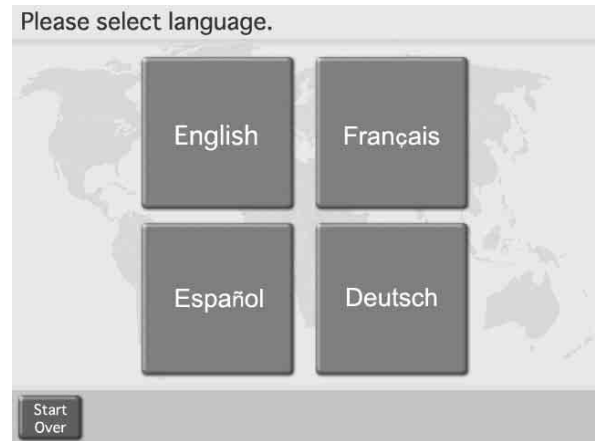 Please select language.
English
Français
Español
Deutsch
Start
Over